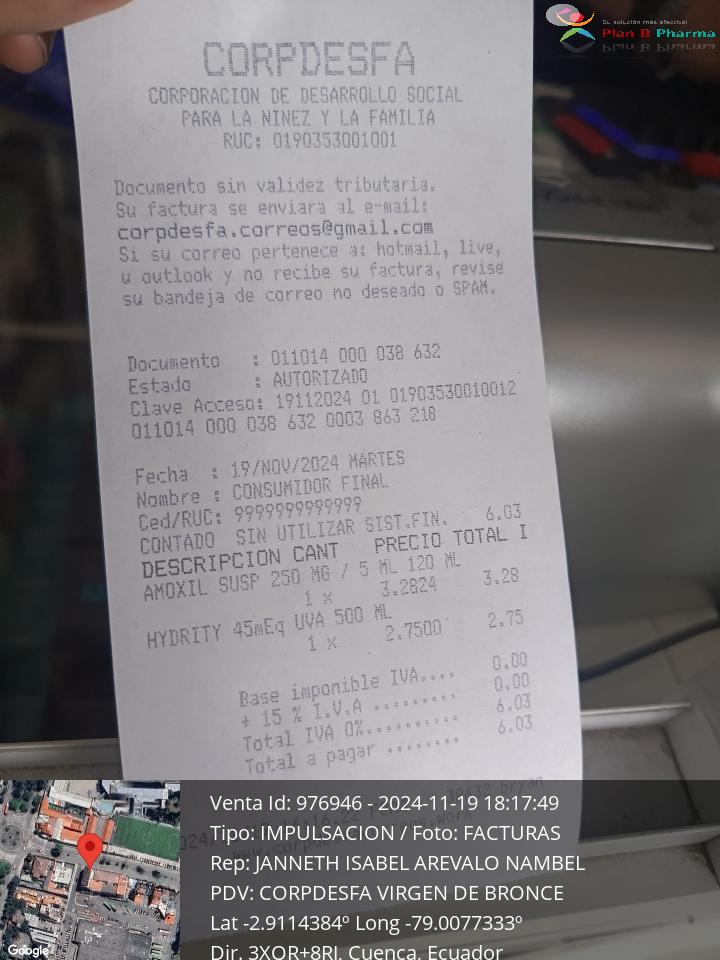 Su solución más efectiva!
Plan B Pharma
CORPDESFA
CORPORACION DE DESARROLLO SOCIAL
PARA LA NINEZ Y LA FAMILIA
RUC: 0190353001001
Documento sin validez tributaria.
Su factura se enviara al e-mail:
corpdesfa.correos@gmail.com
Si su correo pertenece a: hotmail, live,
u outlook y no recibe su factura, revise
su bandeja de correo no deseado o SPAM.
Documento : 011014 000 038 632
Estado : AUTORIZADO
Clave Acceso: 19112024 01 01903530010012
011014 000 038 632 0003 863 218
Fecha : 19/NOV/2024 MARTES
Nombre : CONSUMIDOR FINAL
Ced/RUC: 9999999999999
CONTADO SIN UTILIZAR SIST.FIN. 6.03
DESCRIPCION CANT PRECIO TOTAL I
AMOXIL SUSP 250 MG / 5 ML 120 ML
1 x 3.2824 3.28
HYDRITY 45mEq UVA 500 ML
1 x 2.7500 2.75
Base imponible IVA.... 0.00
+ 15 % I.V.A ......... 0.00
Total IVA 0%.......... 6.03
Total a pagar ........ 6.03
bryan
Venta Id: 976946 - 2024-11-19 18:17:49
Tipo: IMPULSACION / Foto: FACTURAS
Rep: JANNETH ISABEL AREVALO NAMBEL
PDV: CORPDESFA VIRGEN DE BRONCE
Lat -2.9114384º Long -79.0077333º
Dir. 3XQR+8RJ, Cuenca, Ecuador
Google